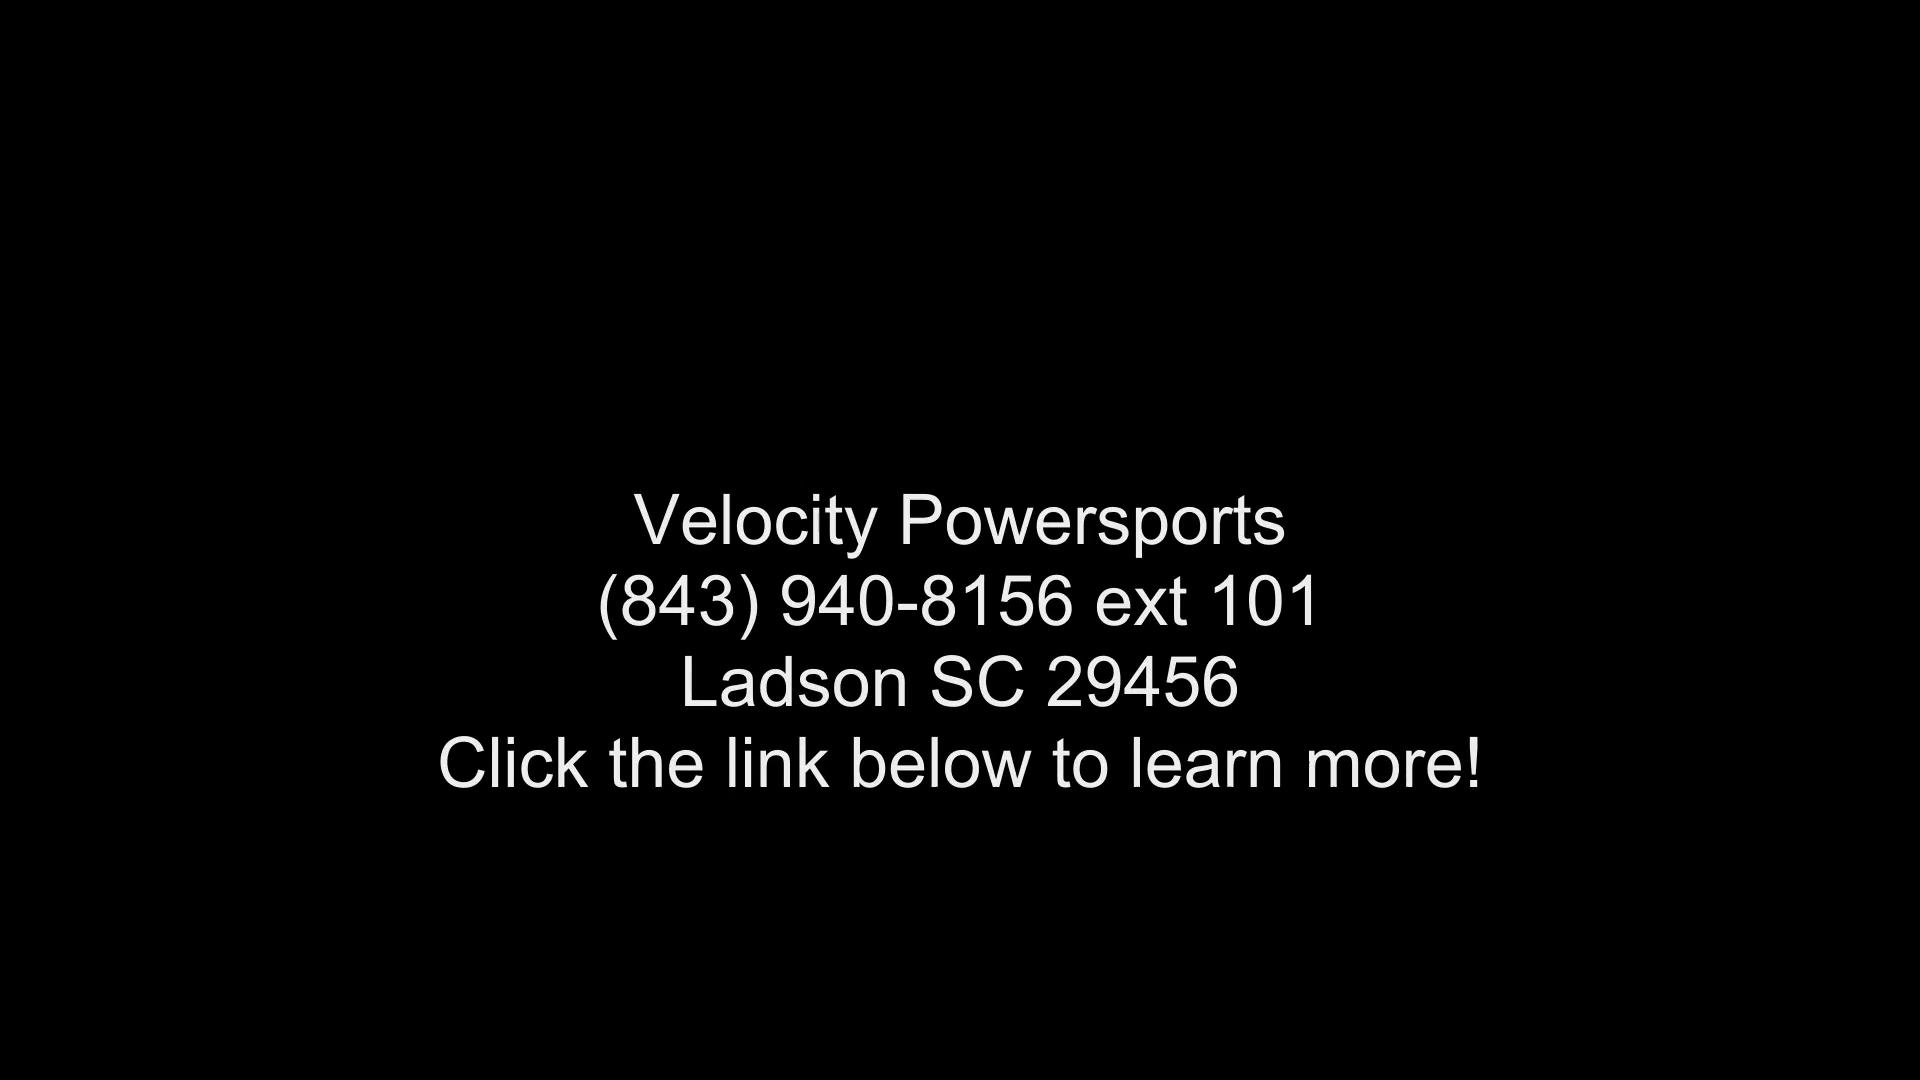 Velocity Powersports
(843) 940-8156 ext 101
Ladson SC 29456
Click the link below to learn more!